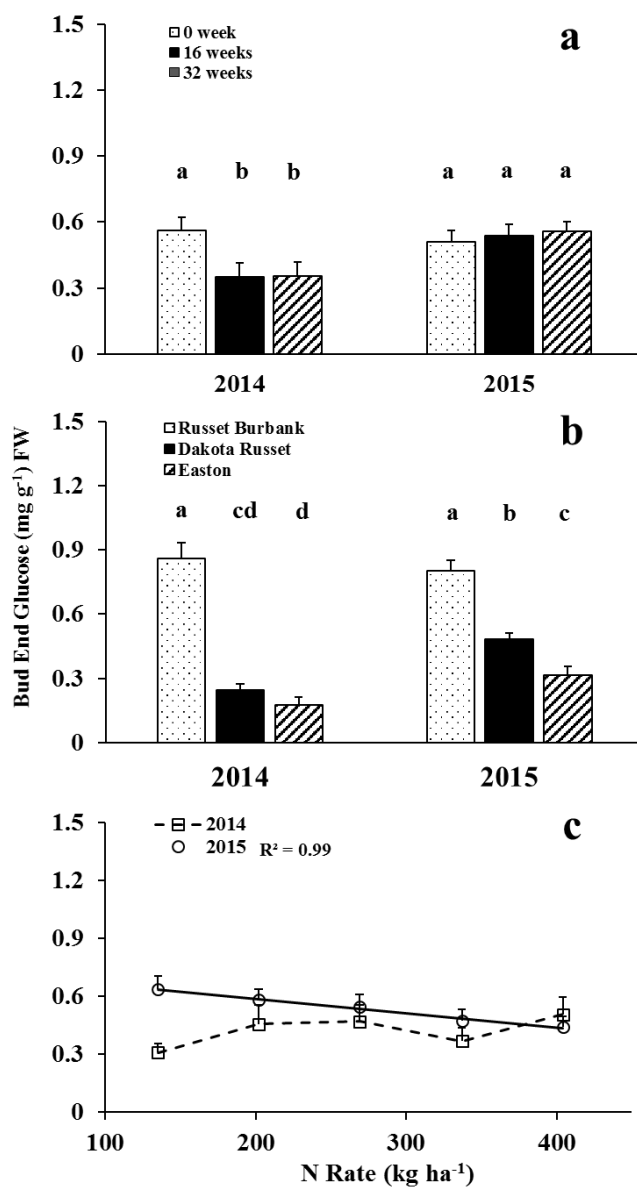 1.5
0 week
16 weeks
32 weeks
a
1.2
0.9
a b b a a a
0.6
0.3
0
2014 2015
Bud End Glucose (mg g⁻¹) FW
1.5
Russet Burbank
Dakota Russet
Easton
b
1.2
a cd d a b c
0.9
0.6
0.3
0
2014 2015
1.5
2014
2015 R² = 0.99
c
1.2
0.9
0.6
0.3
0
100 200 300 400
N Rate (kg ha⁻¹)